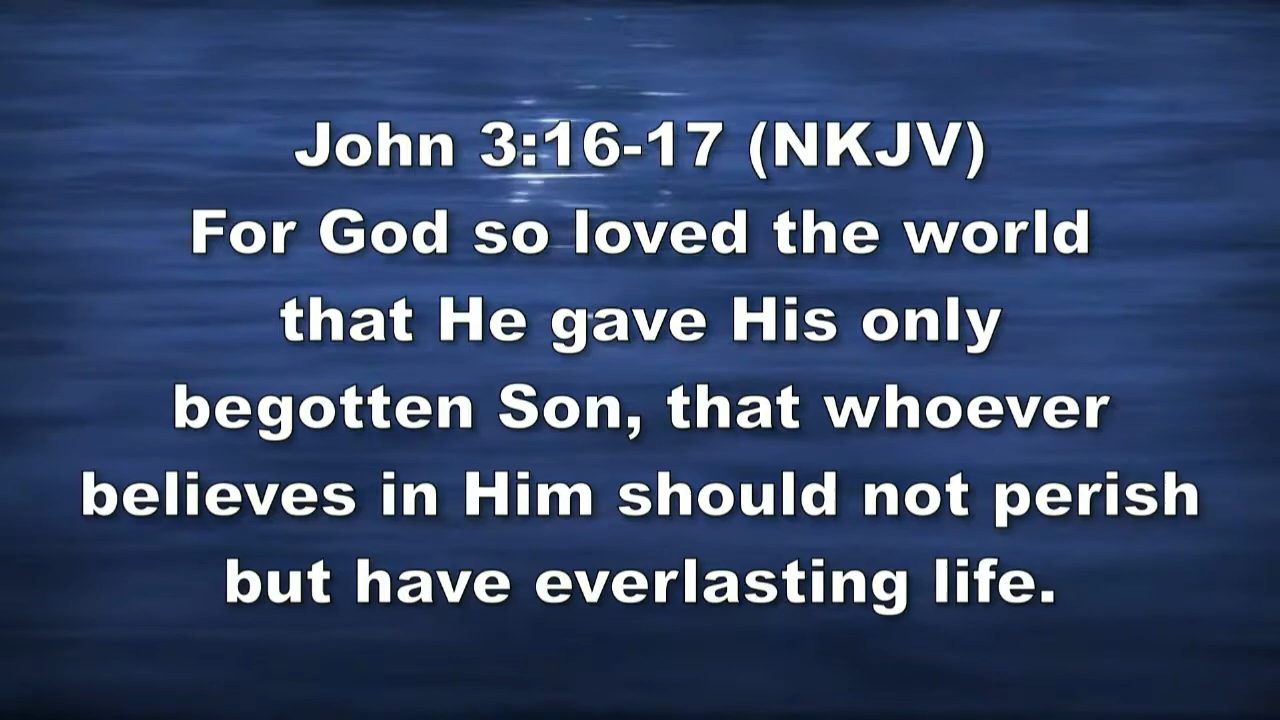 John 3:16-17 (NKJV)
For God so loved the world
that He gave His only
begotten Son, that whoever
believes in Him should not perish
but have everlasting life.